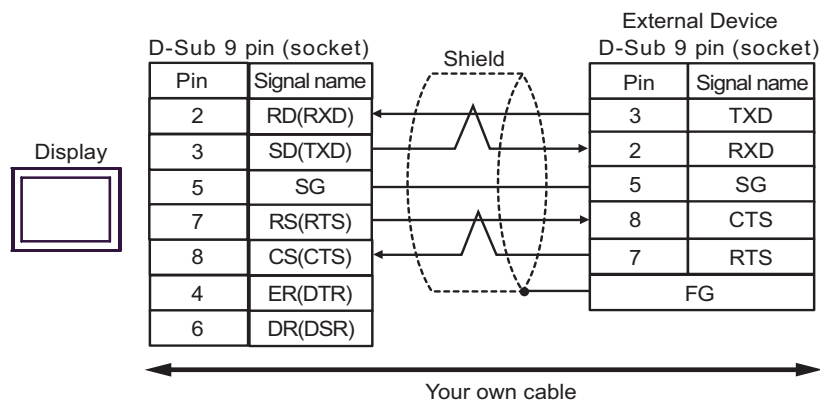 External Device
D-Sub 9 pin (socket)
Shield
D-Sub 9 pin (socket)
Pin Signal name
Pin Signal name
2 RD(RXD)
3 TXD
Display
3 SD(TXD)
2 RXD
5 SG
5 SG
7 RS(RTS)
8 CTS
8 CS(CTS)
7 RTS
4 ER(DTR)
FG
6 DR(DSR)
Your own cable